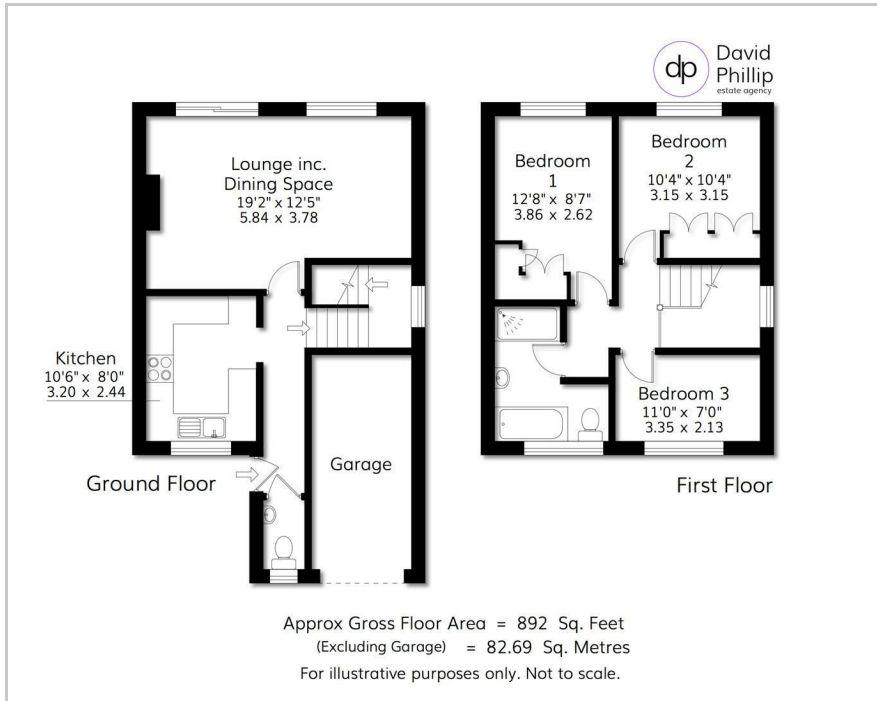 dp
David
Phillip
estate agency
Lounge inc.
Dining Space
19'2" x 12'5"
5.84 x 3.78
Kitchen
10'6" x 8'0"
3.20 x 2.44
Garage
Ground Floor
Bedroom
1
12'8" x 8'7"
3.86 x 2.62
Bedroom
2
10'4" x 10'4"
3.15 x 3.15
Bedroom 3
11'0" x 7'0"
3.35 x 2.13
First Floor
Approx Gross Floor Area = 892 Sq. Feet
(Excluding Garage) = 82.69 Sq. Metres
For illustrative purposes only. Not to scale.